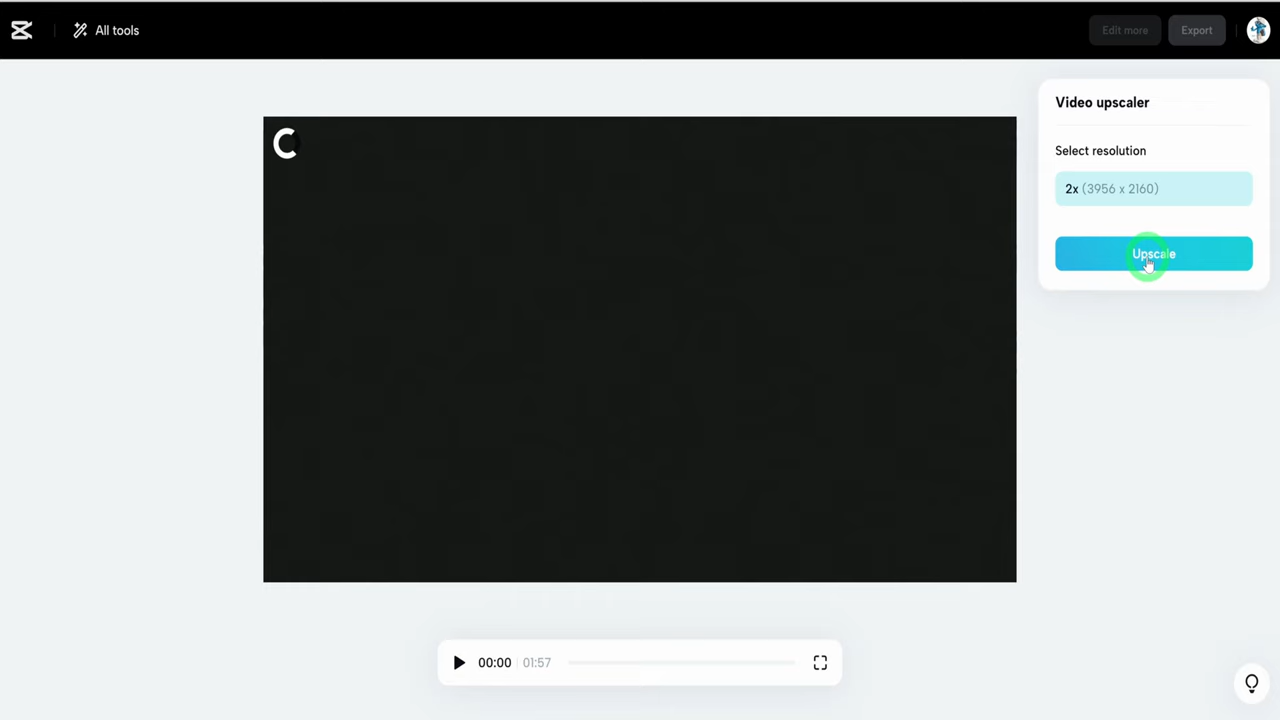 All tools
Edit more
Export
Video upscaler
Select resolution
2x (3956 x 2160)
Upscale
C
00:00 01:57